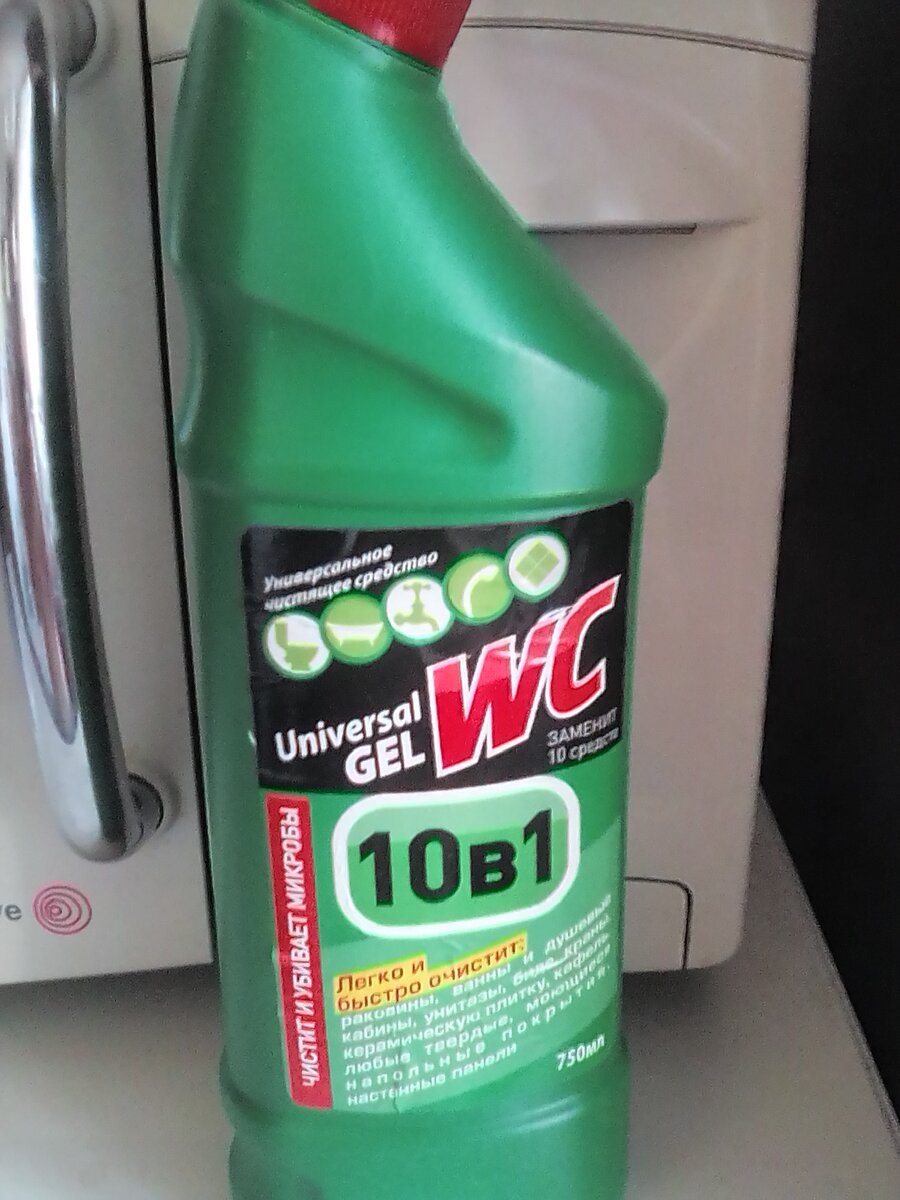 Универсальное
чистящее средство
Universal
GEL
WC
ЗАМЕНИТ
10 средств
10в1
ЧИСТИТ И УБИВАЕТ МИКРОБЫ
Легко и
быстро очистит:
раковины, ванны и душевые
кабины, унитазы, биде, краны,
керамическую плитку, кафель,
любые твердые, моющиеся
напольные покрытия,
настенные панели
750мл